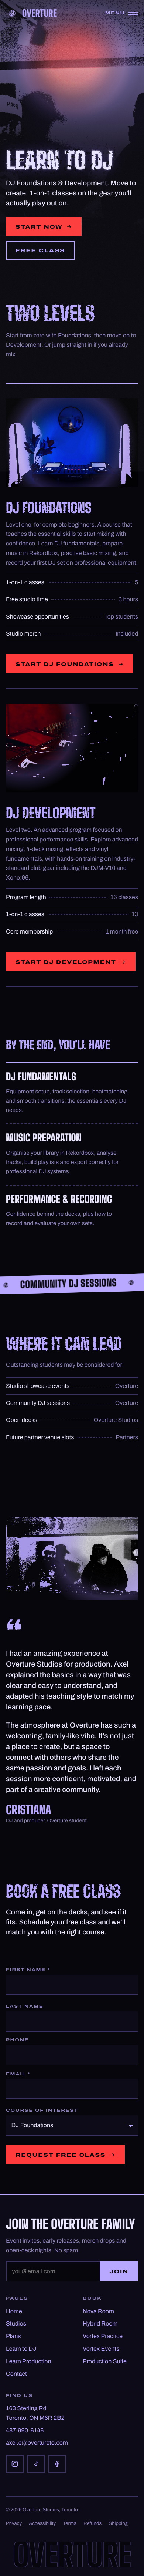 OVERTURE
MENU
LEARN TO DJ
DJ Foundations & Development. Move to
create: 1-on-1 classes on the gear you'll
actually play out on.
START NOW →
FREE CLASS
TWO LEVELS
Start from zero with Foundations, then move on to
Development. Or jump straight in if you already
mix.
DJ FOUNDATIONS
Level one, for complete beginners. A course that
teaches the essential skills to start mixing with
confidence. Learn DJ fundamentals, prepare
music in Rekordbox, practise basic mixing, and
record your first DJ set on professional equipment.
1-on-1 classes
Free studio time 3 hours
Showcase opportunities Top students
Studio merch Included
START DJ FOUNDATIONS →
DJ DEVELOPMENT
Level two. An advanced program focused on
professional performance skills. Explore advanced
mixing, 4-deck mixing, effects and vinyl
fundamentals, with hands-on training on industry-
standard club gear including the DJM-V10 and
Xone:96.
Program length 16 classes
1-on-1 classes 13
Core membership 1 month free
START DJ DEVELOPMENT →
BY THE END, YOU'LL HAVE
DJ FUNDAMENTALS
Equipment setup, track selection, beatmatching
and smooth transitions: the essentials every DJ
needs.
MUSIC PREPARATION
Organise your library in Rekordbox, analyse
tracks, build playlists and export correctly for
professional DJ systems.
PERFORMANCE & RECORDING
Confidence behind the decks, plus how to
record and evaluate your own sets.
COMMUNITY DJ SESSIONS
WHERE IT CAN LEAD
Outstanding students may be considered for:
Studio showcase events Overture
Community DJ sessions Overture
Open decks Overture Studios
Future partner venue slots Partners
“
I had an amazing experience at
Overture Studios for production. Axel
explained the basics in a way that was
clear and easy to understand, and
adapted his teaching style to match my
learning pace.
The atmosphere at Overture has such a
welcoming, family-like vibe. It's not just
a place to create, but a space to
connect with others who share the
same passion and goals. I left each
session more confident, motivated, and
part of a creative community.
CRISTIANA
DJ and producer, Overture student
BOOK A FREE CLASS
Come in, get on the decks, and see if it
fits. Schedule your free class and we'll
match you with the right course.
FIRST NAME *
LAST NAME
PHONE
EMAIL *
COURSE OF INTEREST
DJ Foundations
REQUEST FREE CLASS →
JOIN THE OVERTURE FAMILY
Event invites, early releases, merch drops and
open-deck nights. No spam.
you@email.com
JOIN
PAGES
Home
Studios
Plans
Learn to DJ
Learn Production
Contact
BOOK
Nova Room
Hybrid Room
Vortex Practice
Vortex Events
Production Suite
FIND US
163 Sterling Rd
Toronto, ON M6R 2B2
437-990-6146
axel.e@overtureto.com
© 2026 Overture Studios, Toronto
Privacy Accessibility Terms Refunds Shipping
OVERTURE